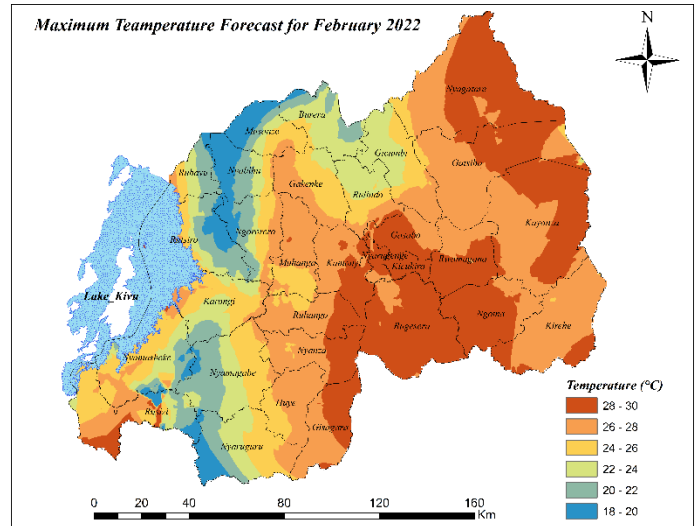 Maximum Teamperature Forecast for February 2022
N
Nyagatare
Burera
Musanze
Gicumbi
Rubavu
Nyabihu
Gatsibo
Gakenke
Rulindo
Kayonza
Rutsiro
Ngororero
Gasabo
Muhanga
Kamonyi
Nyarugenge
Kicukiro
Rwamagana
Lake_Kivu
Karongi
Ruhango
Bugesera
Ngoma
Kirehe
Nyamasheke
Nyamagabe
Nyanza
Rusizi
Huye
Gisagara
Nyaruguru
Temperature (°C)
28 - 30
26 - 28
24 - 26
22 - 24
20 - 22
18 - 20
0 20 40 80 120 160
Km